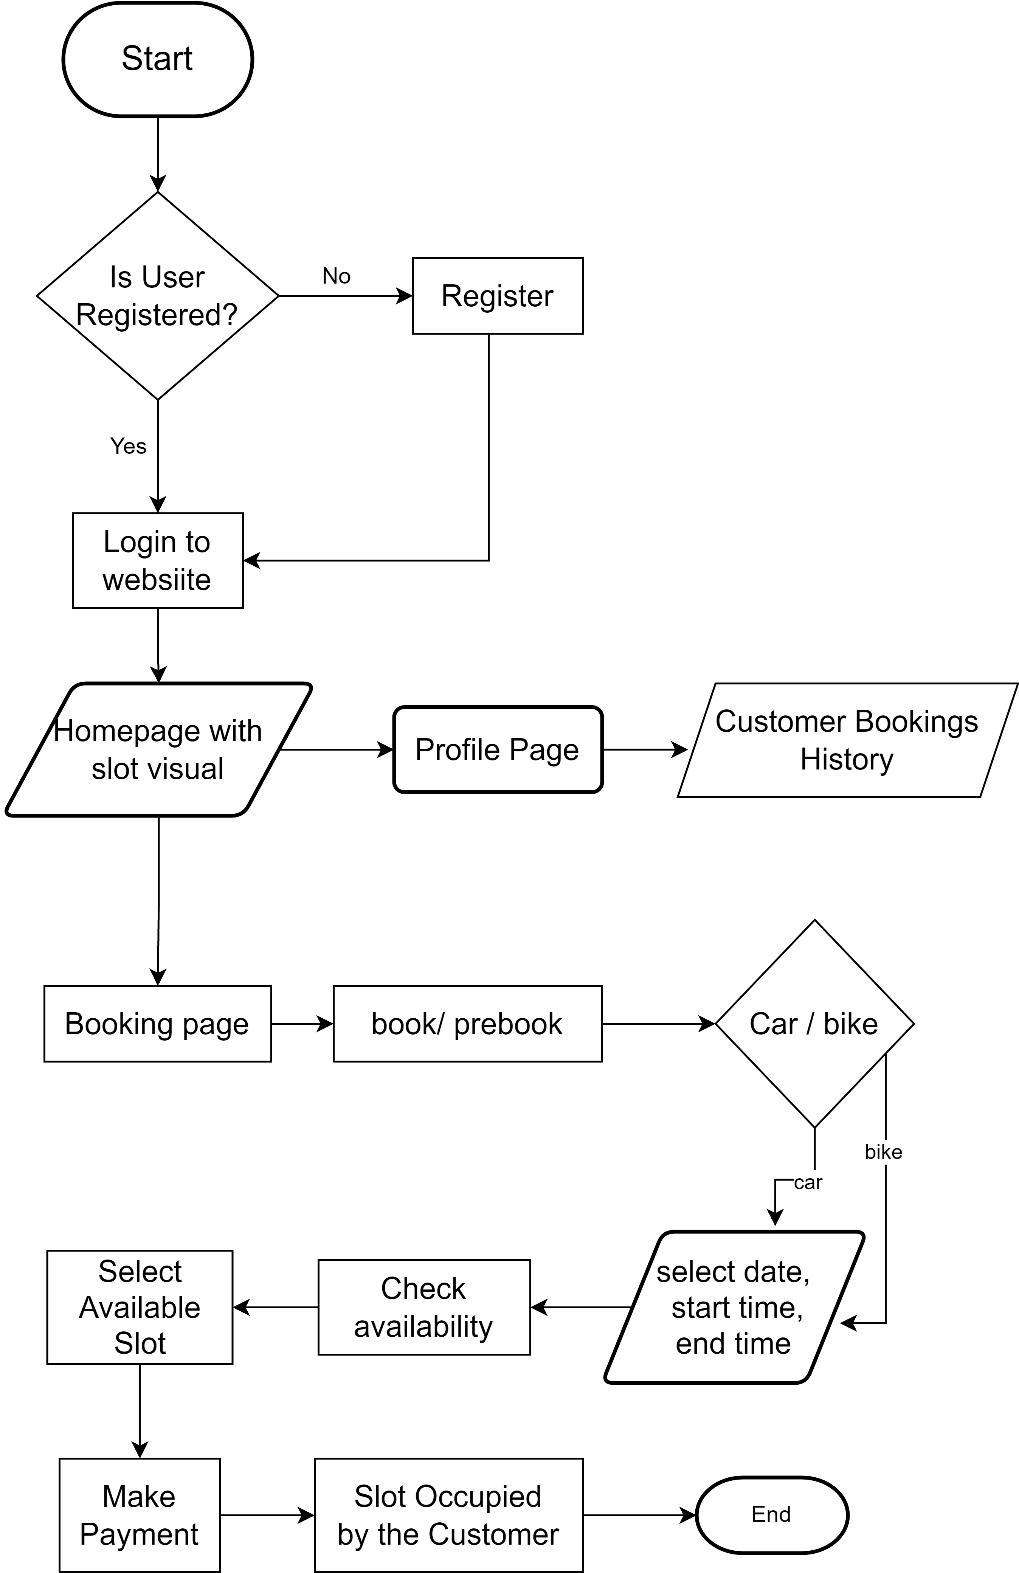 Start
Is User
Registered?
No
Register
Yes
Login to
websiite
Homepage with
slot visual
Profile Page
Customer Bookings
History
Booking page
book/ prebook
Car / bike
car
bike
select date,
start time,
end time
Check
availability
Select
Available
Slot
Make
Payment
Slot Occupied
by the Customer
End